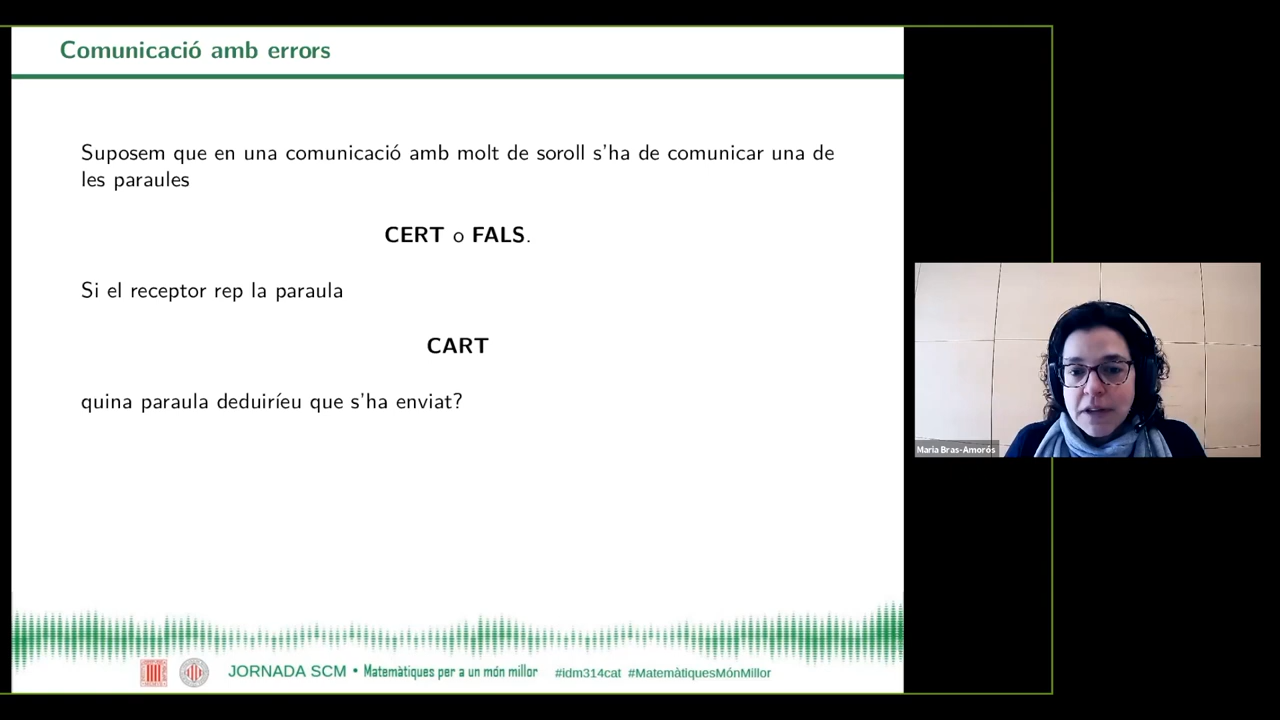 Comunicació amb errors
Suposem que en una comunicació amb molt de soroll s'ha de comunicar una de
les paraules
CERT o FALS.
Si el receptor rep la paraula
CART
quina paraula deduiríeu que s'ha enviat?
Maria Bras-Amorós
JORNADA SCM • Matemàtiques per a un món millor #idm314cat #MatemàtiquesMónMillor